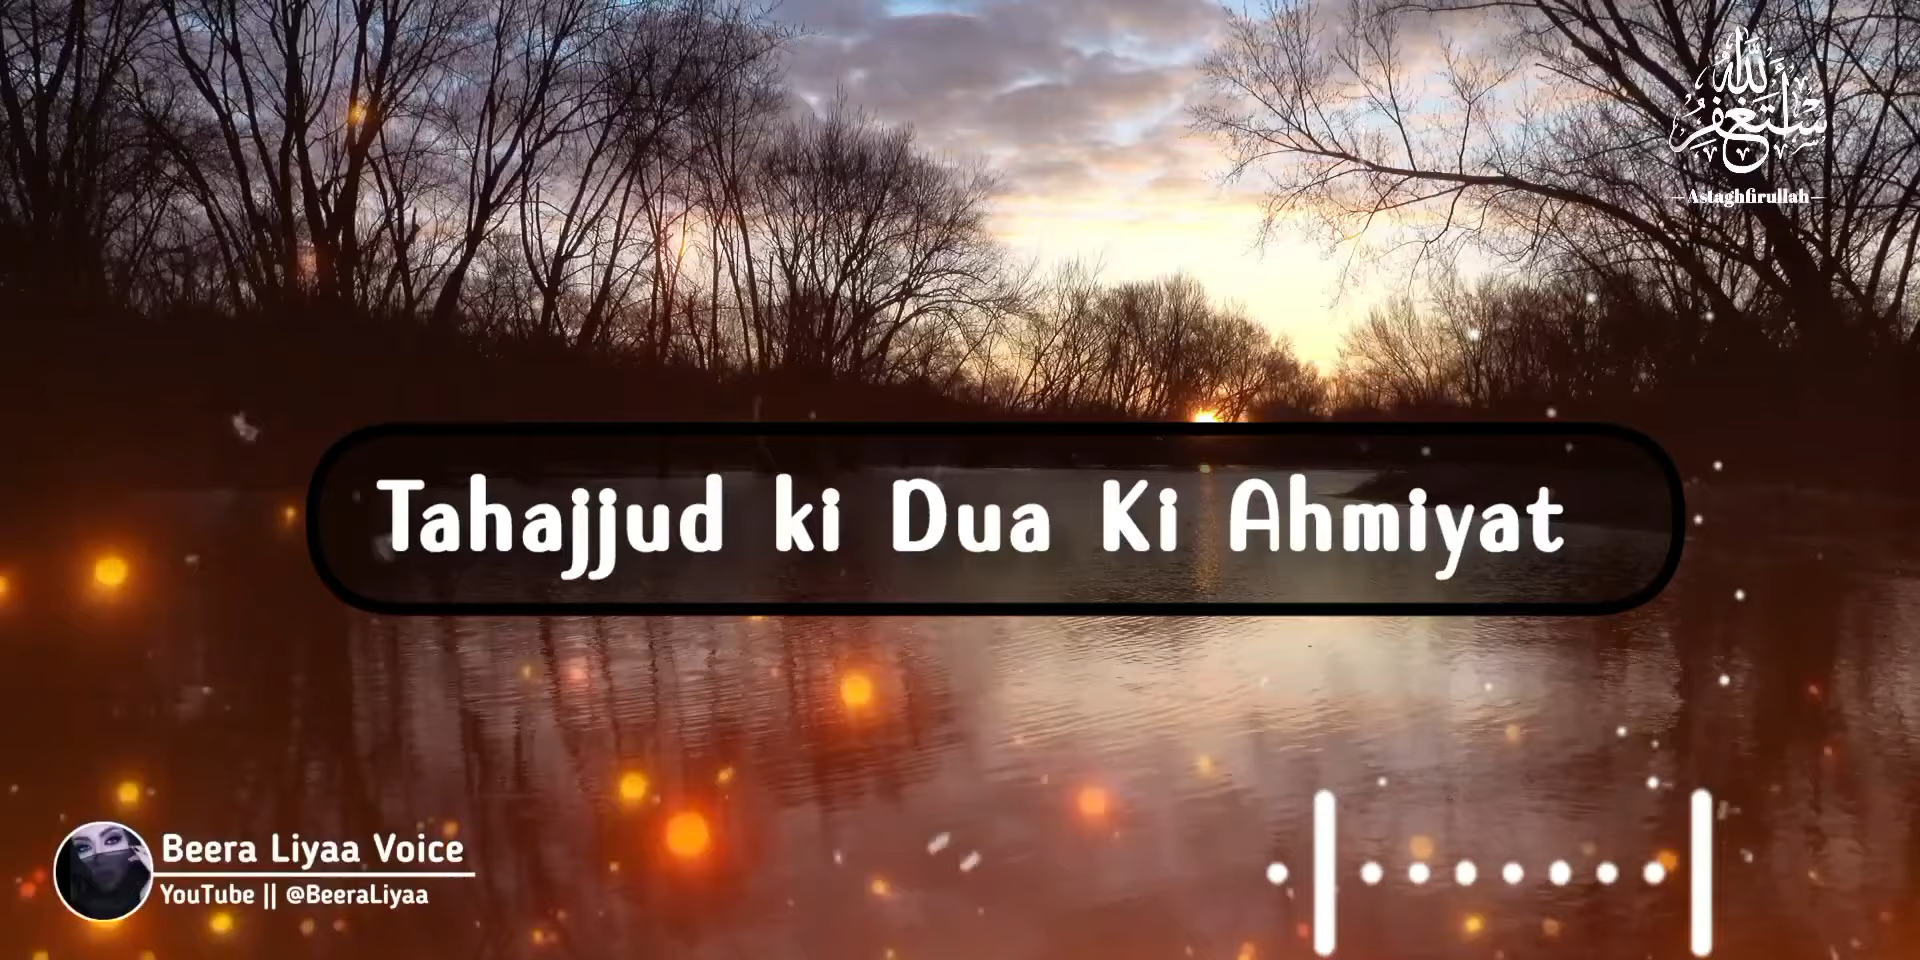 أستغفر الله
Astaghfirullah
Tahajjud ki Dua Ki Ahmiyat
Beera Liyaa Voice
YouTube || @BeeraLiyaa